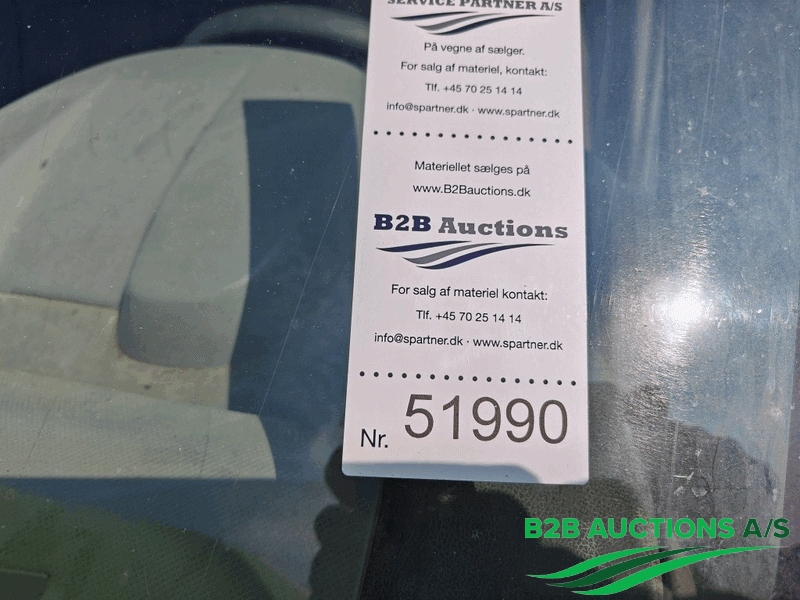 SERVICE PARTNER A/S
På vegne af sælger.
For salg af materiel, kontakt:
Tlf. +45 70 25 14 14
info@spartner.dk · www.spartner.dk
Materiellet sælges på
www.B2Bauctions.dk
B2B Auctions
For salg af materiel kontakt:
Tlf. +45 70 25 14 14
info@spartner.dk · www.spartner.dk
Nr. 51990
B2B AUCTIONS A/S